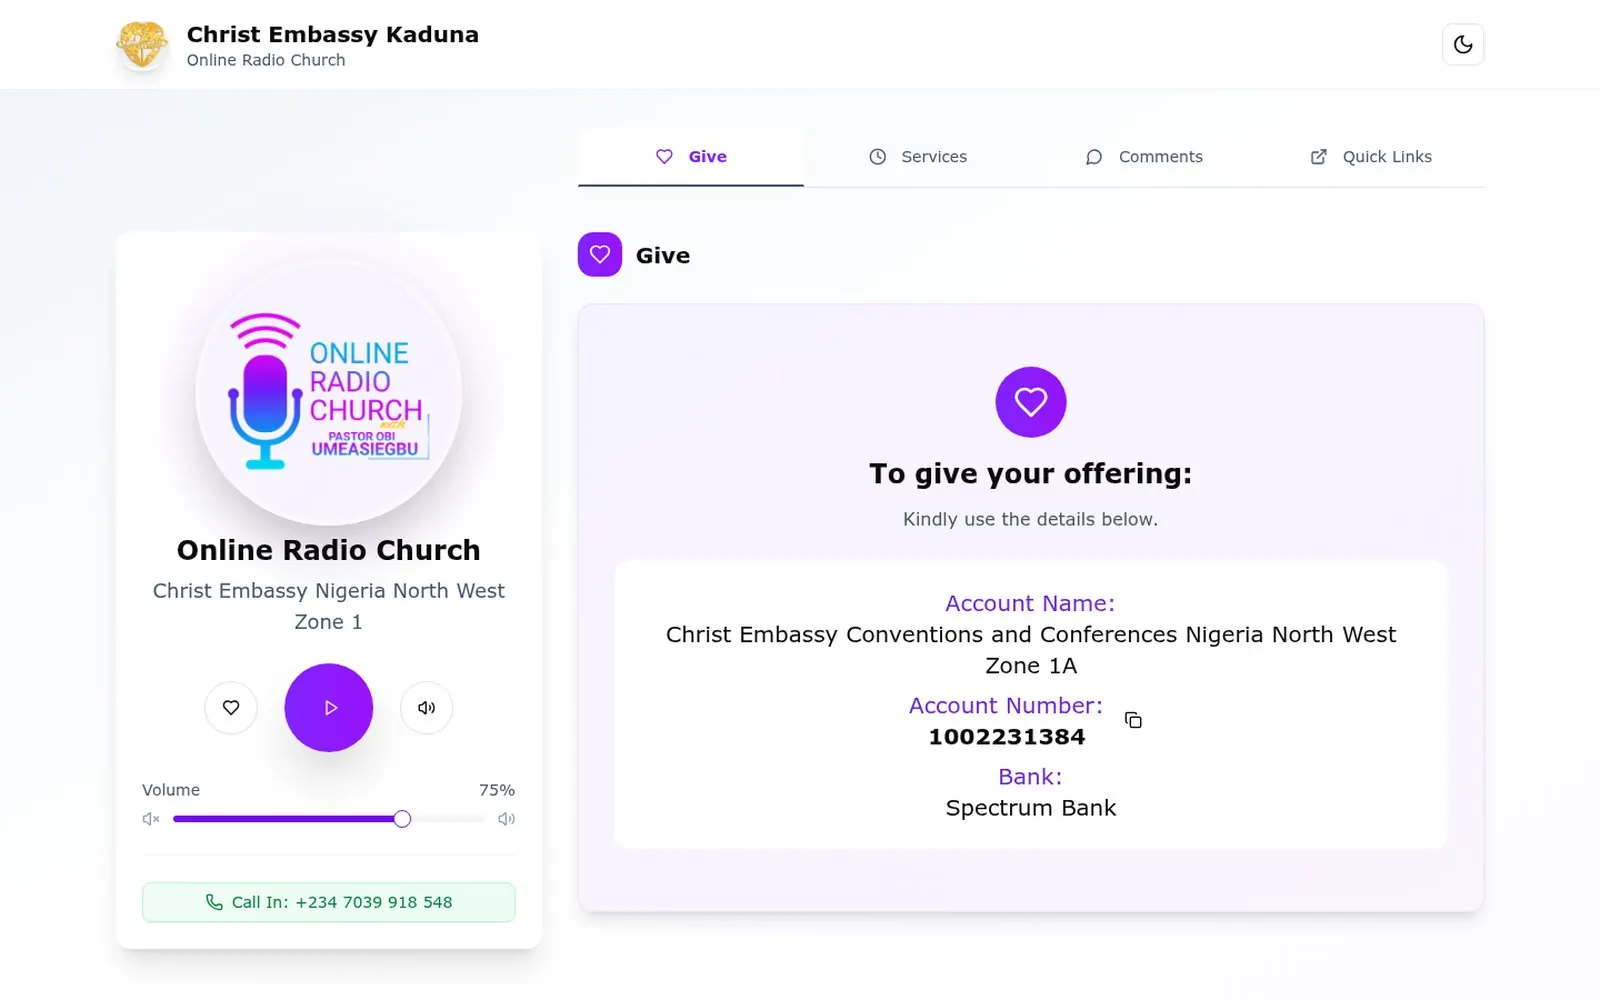 Christ Embassy Kaduna
Online Radio Church
Give
Services
Comments
Quick Links
ONLINE
RADIO
CHURCH
with
PASTOR OBI
UMEASIEGBU
Online Radio Church
Christ Embassy Nigeria North West
Zone 1
Volume
75%
Call In: +234 7039 918 548
Give
To give your offering:
Kindly use the details below.
Account Name:
Christ Embassy Conventions and Conferences Nigeria North West
Zone 1A
Account Number:
1002231384
Bank:
Spectrum Bank